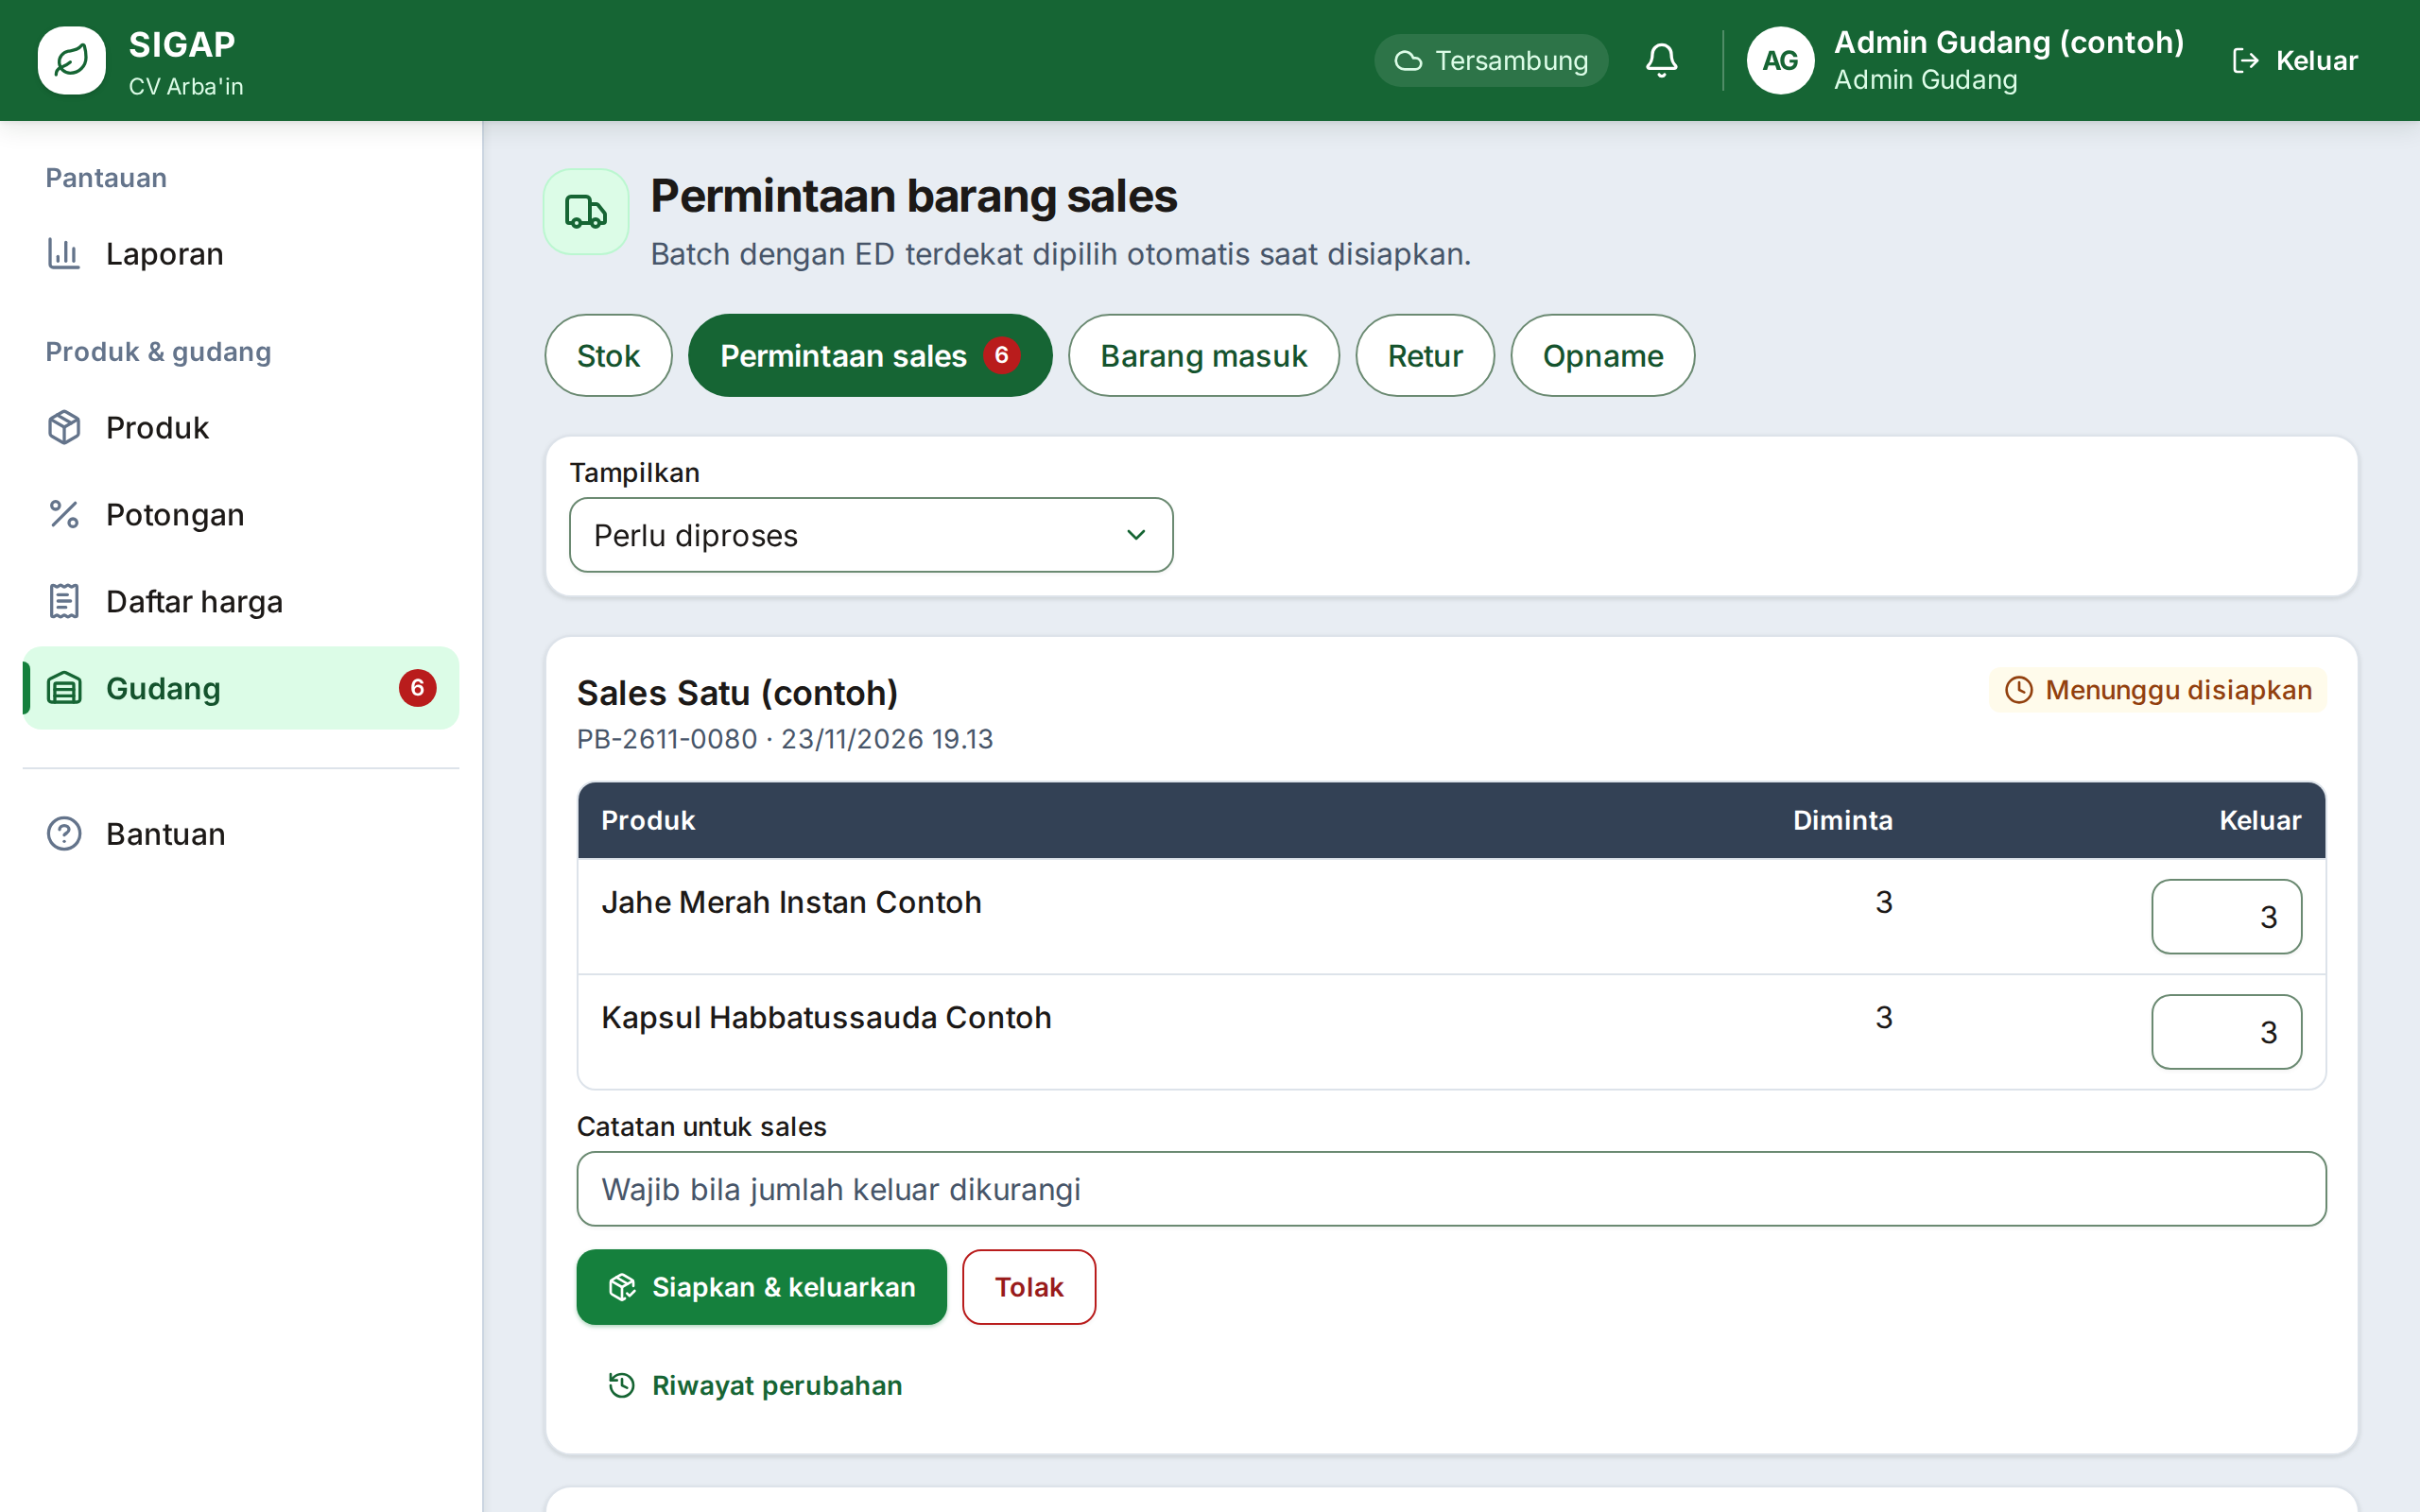 SIGAP
CV Arba'in
Tersambung
AG
Admin Gudang (contoh)
Admin Gudang
Keluar
Pantauan
Laporan
Produk & gudang
Produk
Potongan
Daftar harga
Gudang 6
Bantuan
Permintaan barang sales
Batch dengan ED terdekat dipilih otomatis saat disiapkan.
Stok
Permintaan sales 6
Barang masuk
Retur
Opname
Tampilkan
Perlu diproses
Sales Satu (contoh)
Menunggu disiapkan
PB-2611-0080 · 23/11/2026 19.13
Produk Diminta Keluar
Jahe Merah Instan Contoh 3 3
Kapsul Habbatussauda Contoh 3 3
Catatan untuk sales
Wajib bila jumlah keluar dikurangi
Siapkan & keluarkan
Tolak
Riwayat perubahan